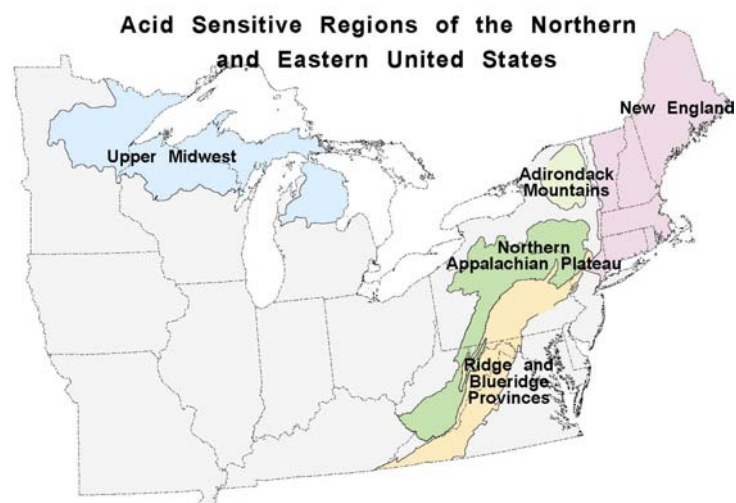 Acid Sensitive Regions of the Northern
and Eastern United States
New England
Upper Midwest
Adirondack
Mountains
Northern
Appalachian Plateau
Ridge and
Blueridge
Provinces